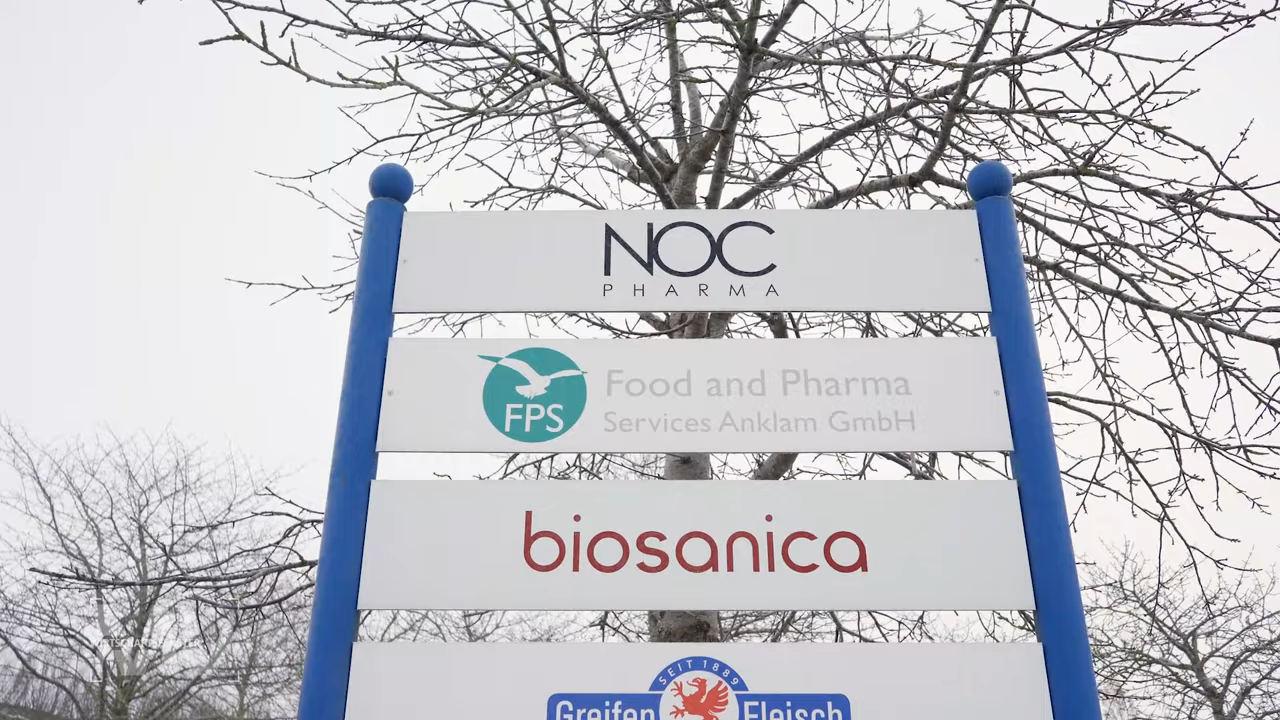 NOC
PHARMA
FPS
Food and Pharma
Services Anklam GmbH
biosanica
SEIT 1889
Greifen Fleisch